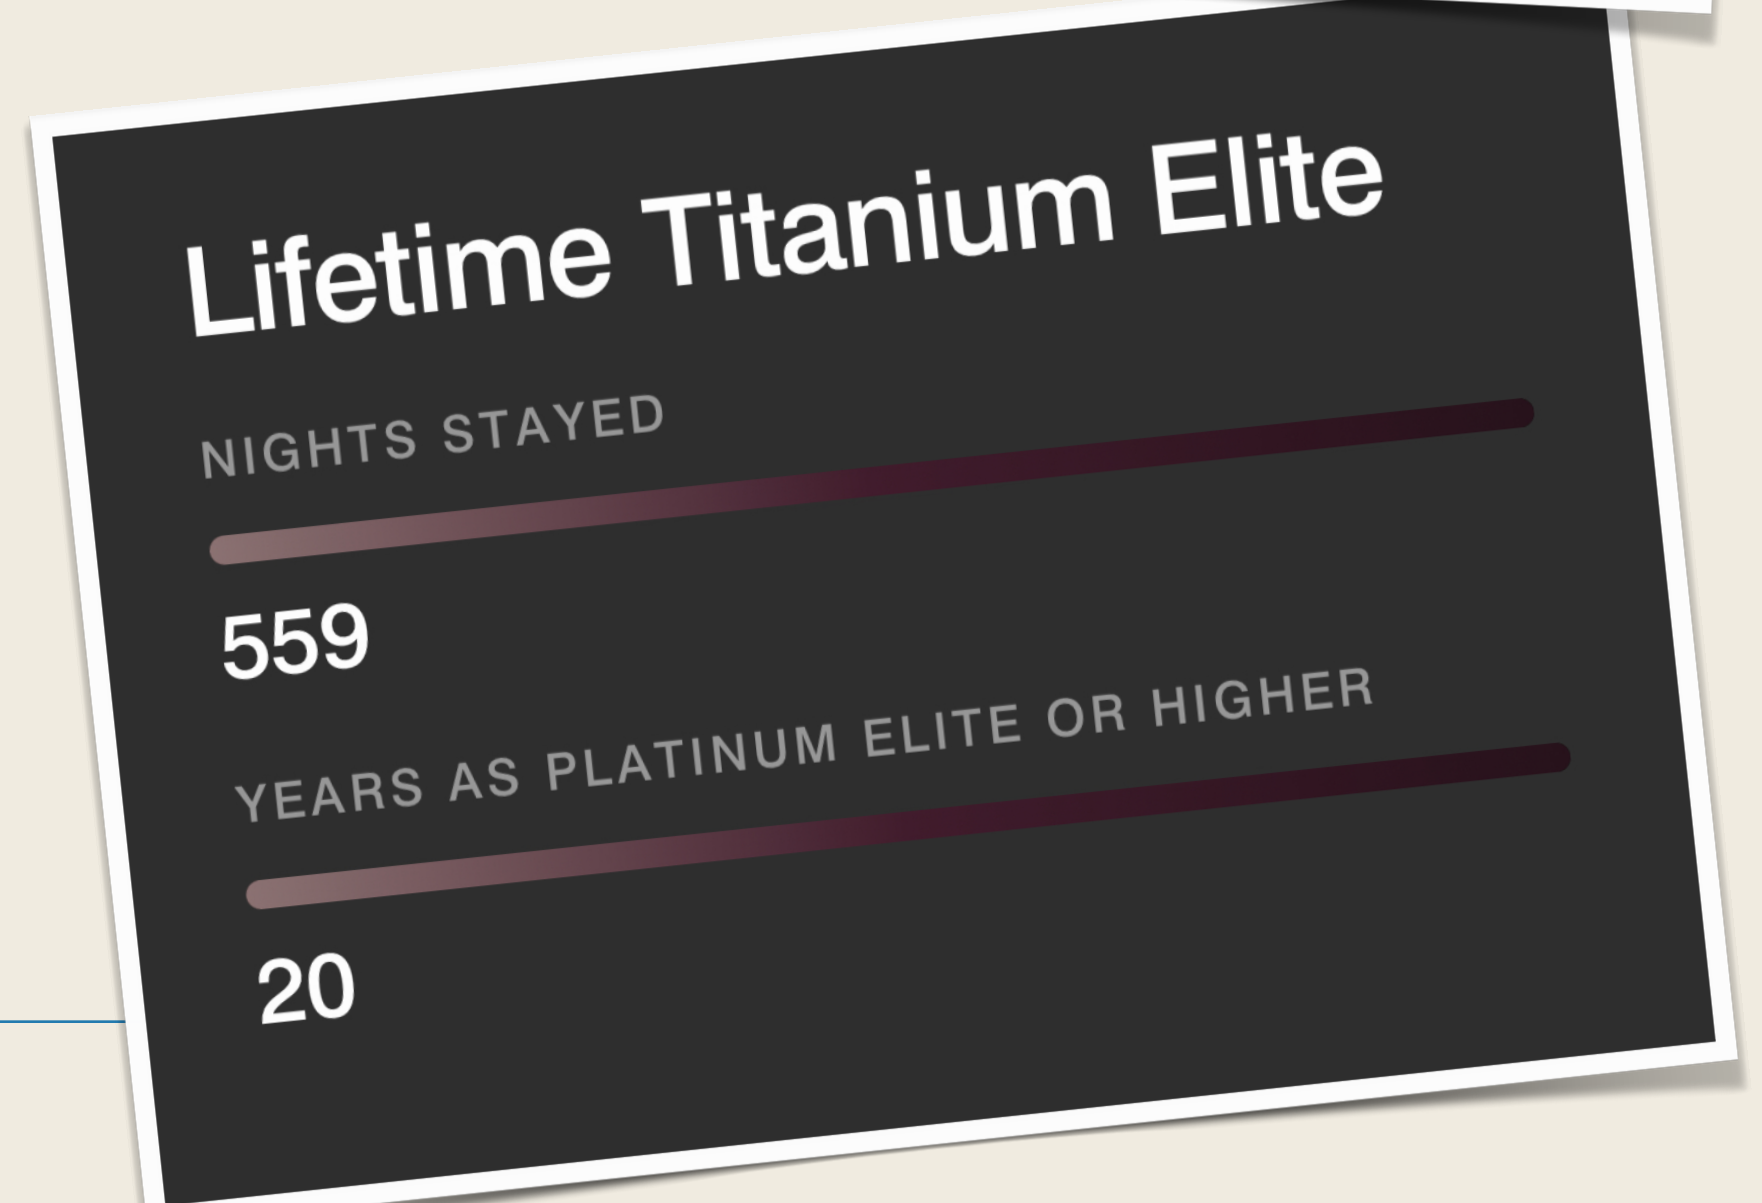 Lifetime Titanium Elite
NIGHTS STAYED
559
YEARS AS PLATINUM ELITE OR HIGHER
20